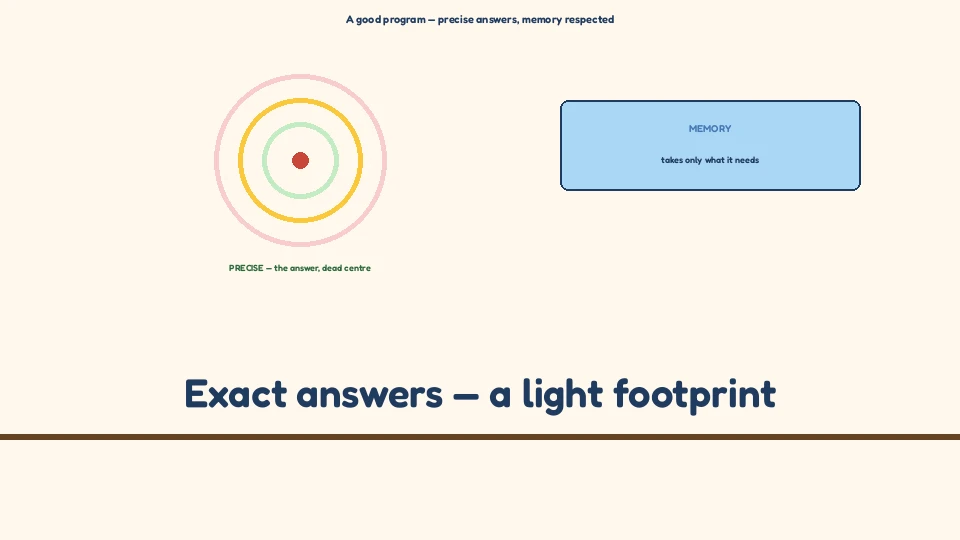 A good program — precise answers, memory respected
MEMORY
takes only what it needs
PRECISE — the answer, dead centre
Exact answers — a light footprint